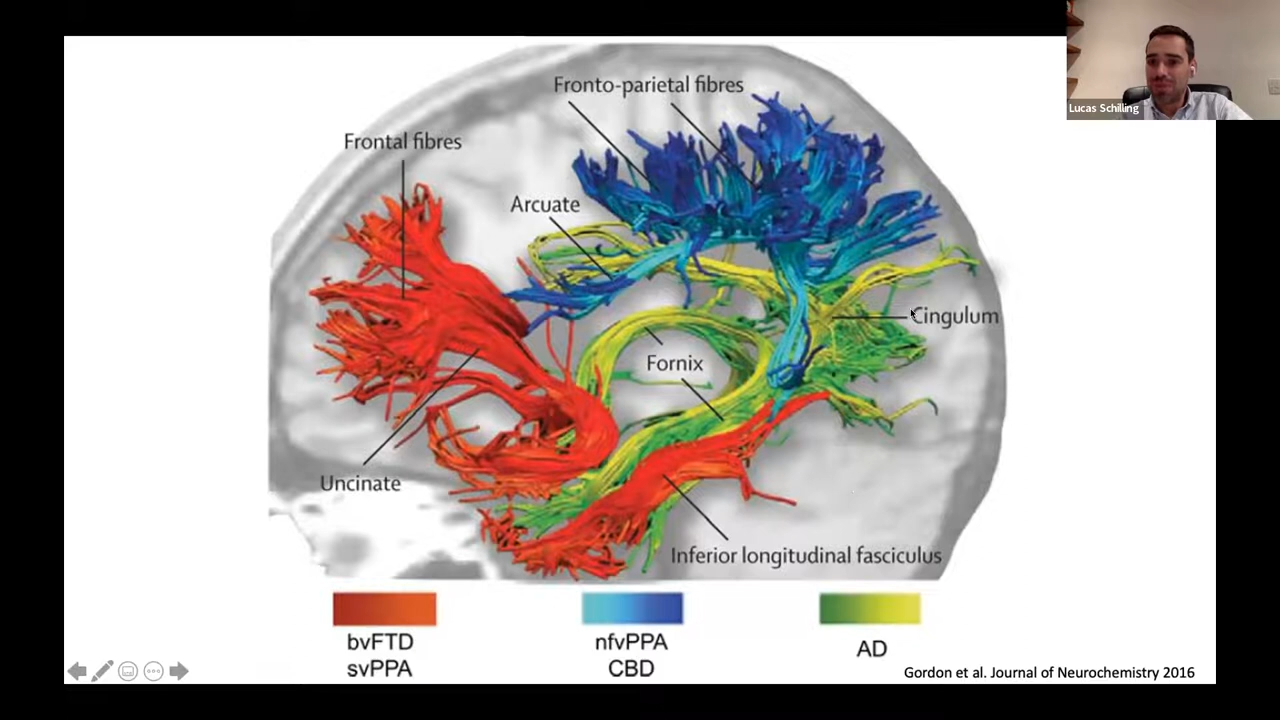 Fronto-parietal fibres
Lucas Schilling
Frontal fibres
Arcuate
Cingulum
Fornix
Uncinate
Inferior longitudinal fasciculus
bvFTD
svPPA
nfvPPA
CBD
AD
Gordon et al. Journal of Neurochemistry 2016